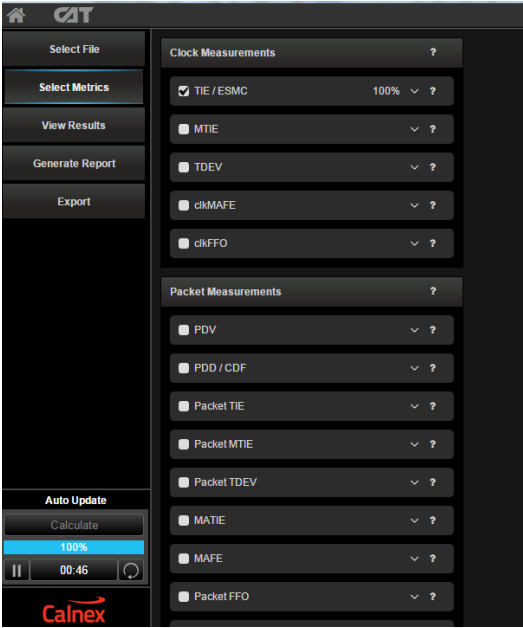 CAT
Select File
Select Metrics
View Results
Generate Report
Export
Clock Measurements ?
TIE / ESMC 100% ?
MTIE ?
TDEV ?
clkMAFE ?
clkFFO ?
Packet Measurements ?
PDV ?
PDD / CDF ?
Packet TIE ?
Packet MTIE ?
Packet TDEV ?
MATIE ?
MAFE ?
Packet FFO ?
Auto Update
Calculate
100%
00:46
Calnex